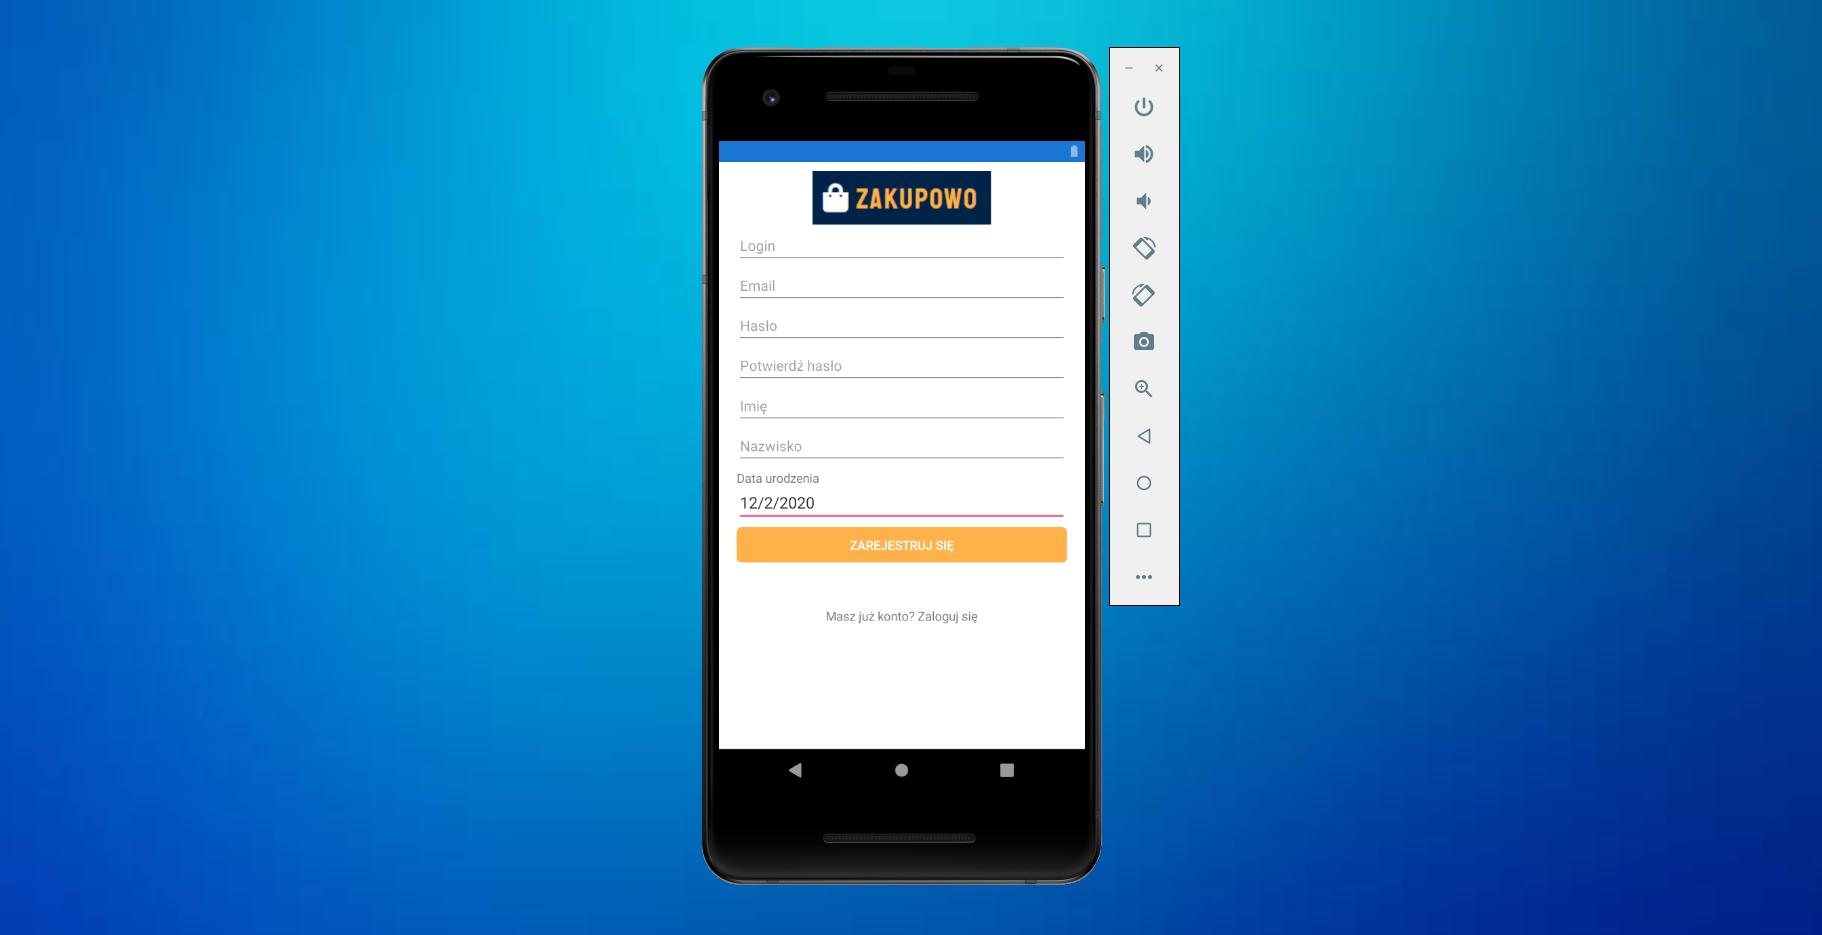 ZAKUPOWO
Login
Email
Hasło
Potwierdź hasło
Imię
Nazwisko
Data urodzenia
12/2/2020
ZAREJESTRUJ SIĘ
Masz już konto? Zaloguj się